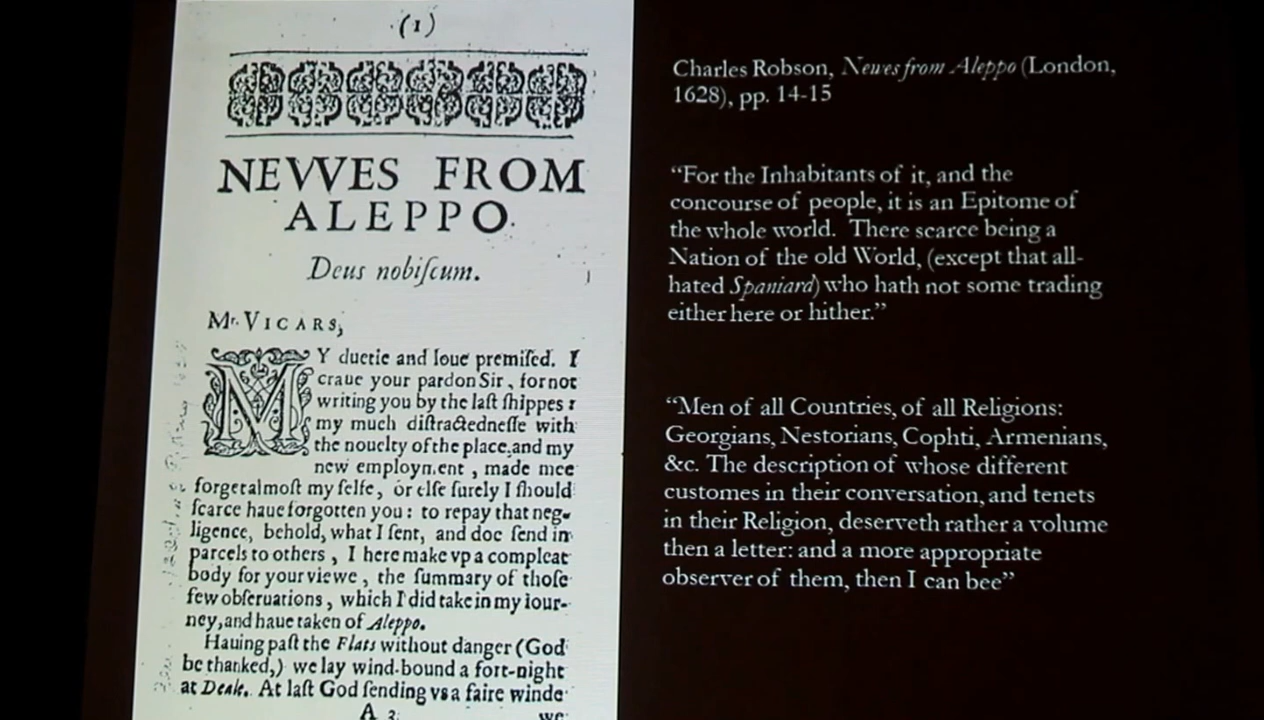 (1)
NEVVES FROM
ALEPPO.
Deus nobiſcum.
Mr. VICARS,
MY duetie and loue premiſed. I
craue your pardon Sir, for not
writing you by the laſt ſhippes :
my much diſtractedneſſe with
the nouelty of the place, and my
new employment, made mee
forget almoſt my ſelfe, or elſe ſurely I ſhould
ſcarce haue forgotten you: to repay that neg-
ligence, behold, what I ſent, and doe ſend in
parcels to others, I here make vp a compleat
body for your viewe, the ſummary of thoſe
few obſeruations, which I did take in my iour-
ney, and haue taken of Aleppo.
Hauing paſt the Flats without danger (God
be thanked,) we lay wind-bound a fort-night
at Deale. At laſt God ſending vs a faire winde
A 3 we
Charles Robson, Newes from Aleppo (London,
1628), pp. 14-15
“For the Inhabitants of it, and the
concourse of people, it is an Epitome of
the whole world. There scarce being a
Nation of the old World, (except that all-
hated Spaniard) who hath not some trading
either here or hither.”
“Men of all Countries, of all Religions:
Georgians, Nestorians, Cophti, Armenians,
&c. The description of whose different
customes in their conversation, and tenets
in their Religion, deserveth rather a volume
then a letter: and a more appropriate
observer of them, then I can bee”